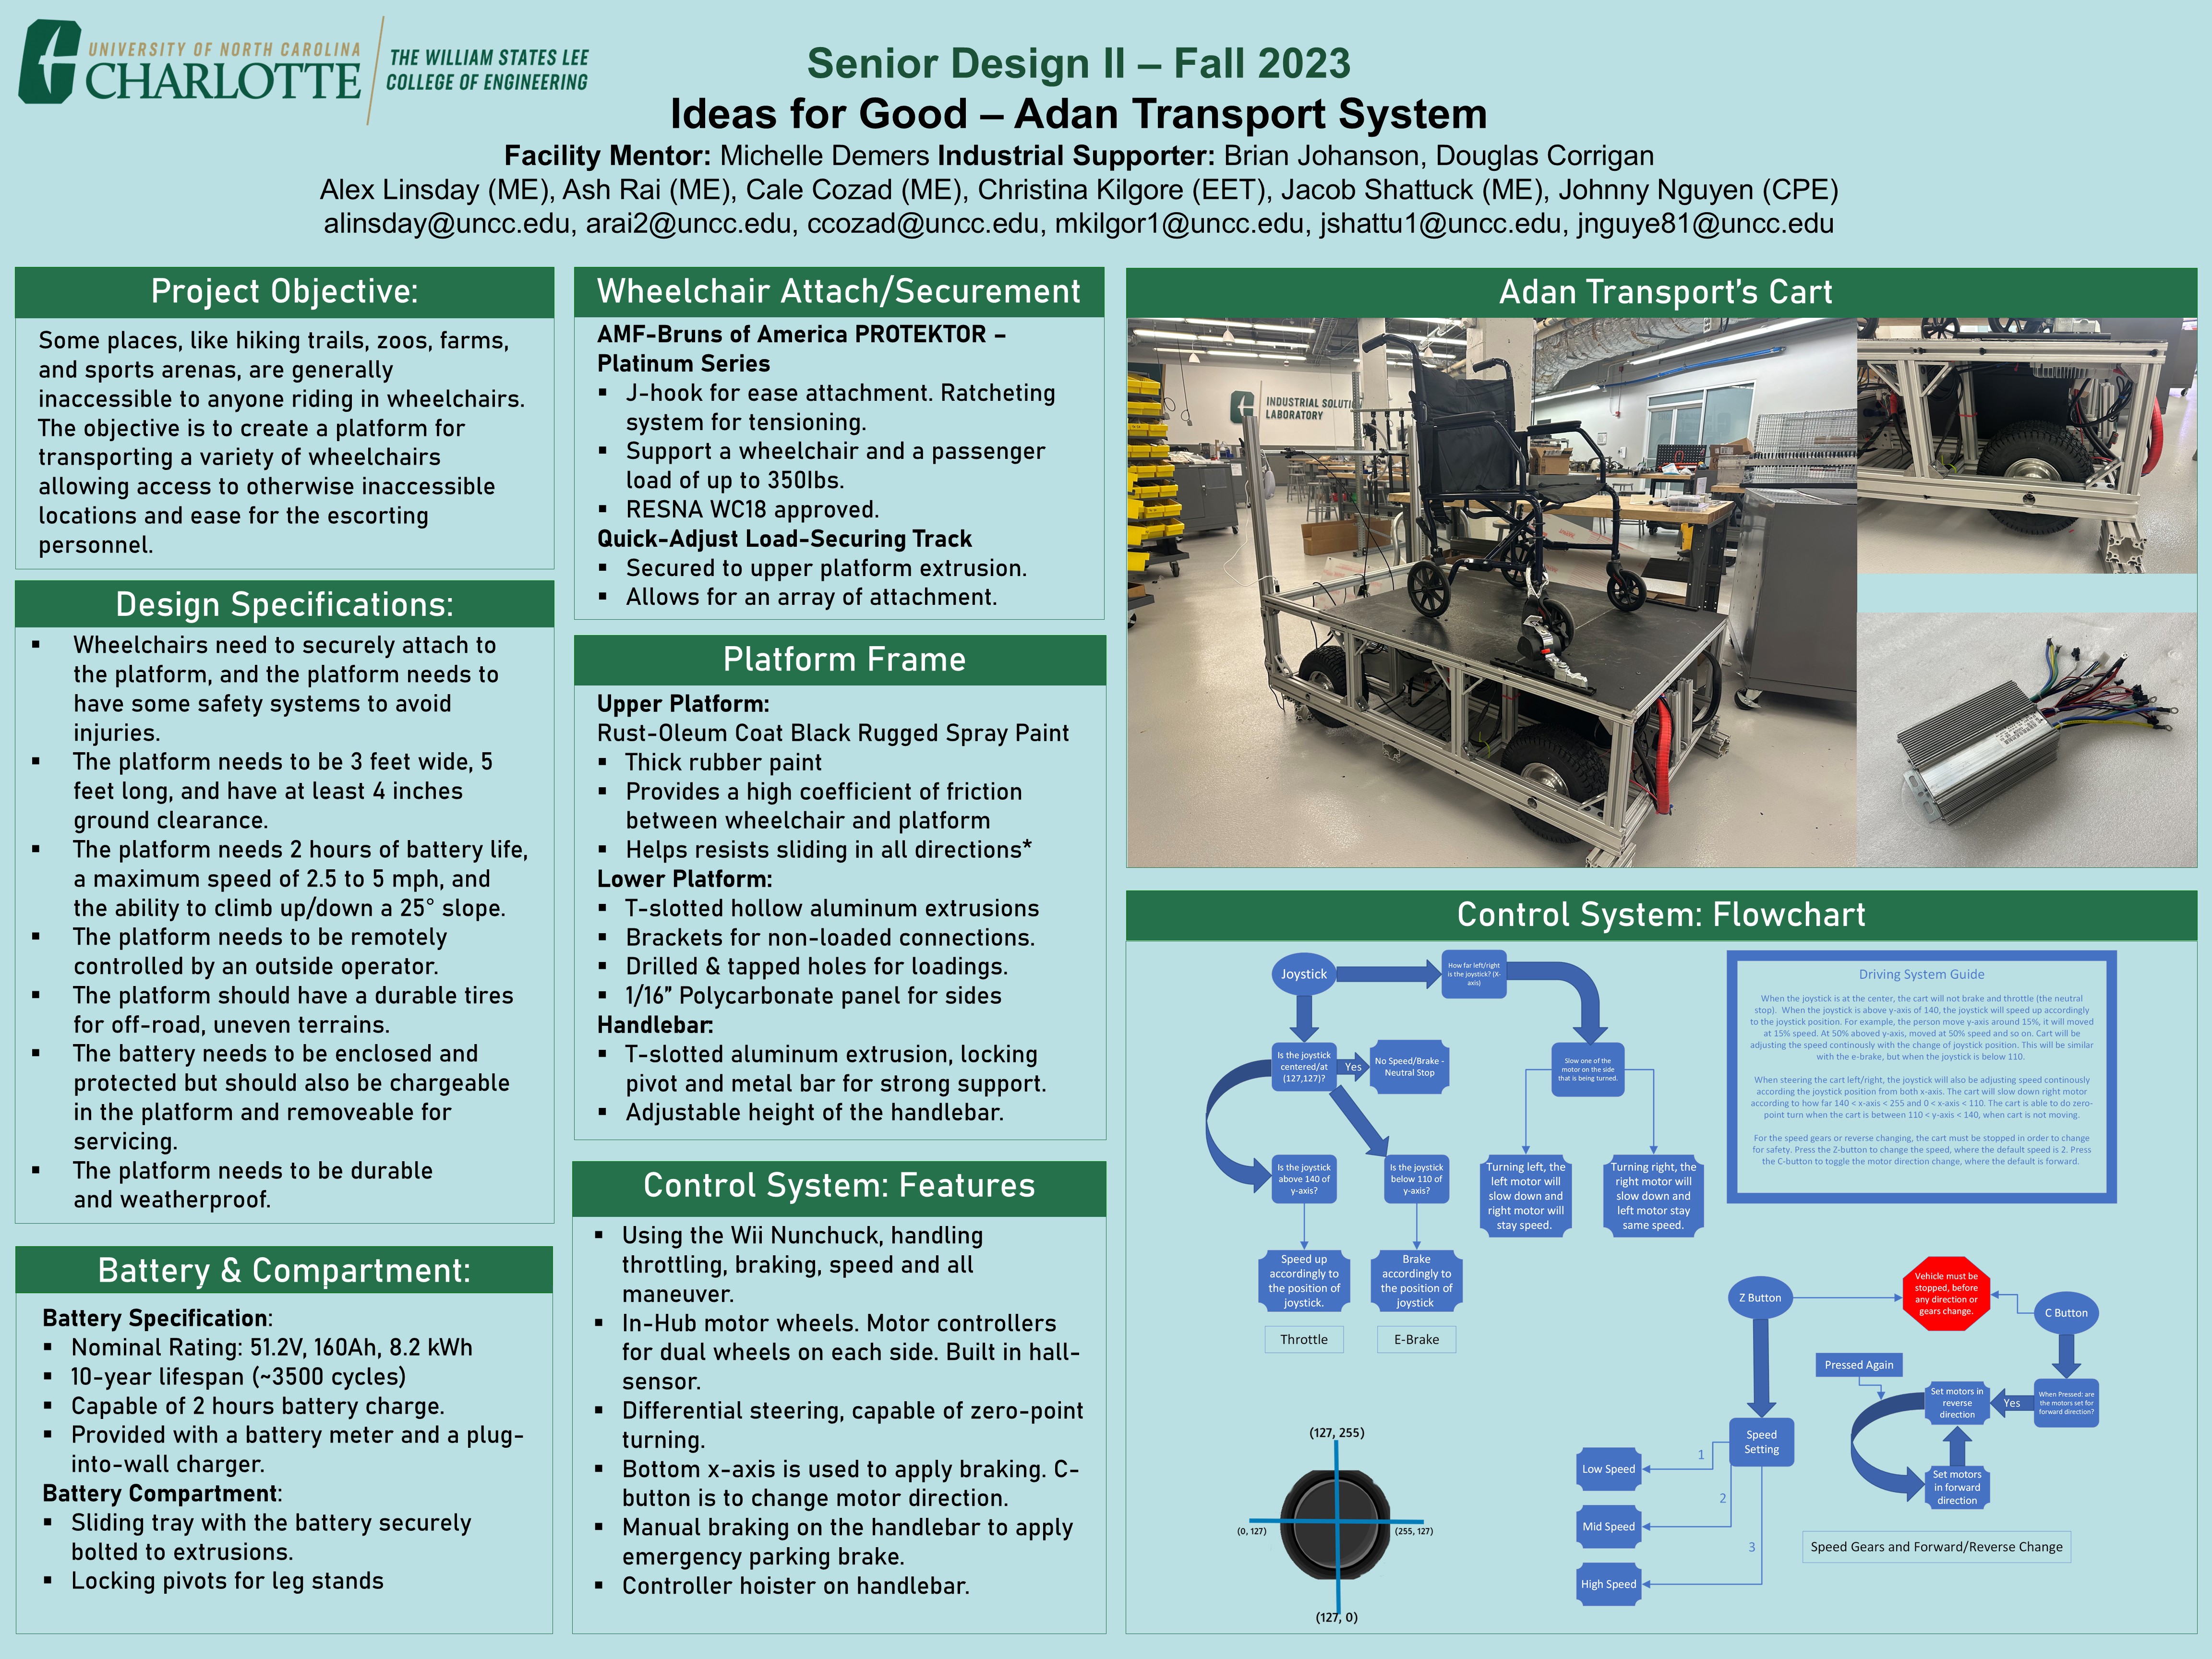 UNIVERSITY OF NORTH CAROLINA
CHARLOTTE
THE WILLIAM STATES LEE
COLLEGE OF ENGINEERING
Senior Design II – Fall 2023
Ideas for Good – Adan Transport System
Facility Mentor: Michelle Demers Industrial Supporter: Brian Johanson, Douglas Corrigan
Alex Linsday (ME), Ash Rai (ME), Cale Cozad (ME), Christina Kilgore (EET), Jacob Shattuck (ME), Johnny Nguyen (CPE)
alinsday@uncc.edu, arai2@uncc.edu, ccozad@uncc.edu, mkilgor1@uncc.edu, jshattu1@uncc.edu, jnguye81@uncc.edu
Project Objective:
Some places, like hiking trails, zoos, farms,
and sports arenas, are generally
inaccessible to anyone riding in wheelchairs.
The objective is to create a platform for
transporting a variety of wheelchairs
allowing access to otherwise inaccessible
locations and ease for the escorting
personnel.
Design Specifications:
▪ Wheelchairs need to securely attach to
the platform, and the platform needs to
have some safety systems to avoid
injuries.
▪ The platform needs to be 3 feet wide, 5
feet long, and have at least 4 inches
ground clearance.
▪ The platform needs 2 hours of battery life,
a maximum speed of 2.5 to 5 mph, and
the ability to climb up/down a 25° slope.
▪ The platform needs to be remotely
controlled by an outside operator.
▪ The platform should have a durable tires
for off-road, uneven terrains.
▪ The battery needs to be enclosed and
protected but should also be chargeable
in the platform and removeable for
servicing.
▪ The platform needs to be durable
and weatherproof.
Battery & Compartment:
Battery Specification:
▪ Nominal Rating: 51.2V, 160Ah, 8.2 kWh
▪ 10-year lifespan (~3500 cycles)
▪ Capable of 2 hours battery charge.
▪ Provided with a battery meter and a plug-
into-wall charger.
Battery Compartment:
▪ Sliding tray with the battery securely
bolted to extrusions.
▪ Locking pivots for leg stands
Wheelchair Attach/Securement
AMF-Bruns of America PROTEKTOR –
Platinum Series
▪ J-hook for ease attachment. Ratcheting
system for tensioning.
▪ Support a wheelchair and a passenger
load of up to 350lbs.
▪ RESNA WC18 approved.
Quick-Adjust Load-Securing Track
▪ Secured to upper platform extrusion.
▪ Allows for an array of attachment.
Platform Frame
Upper Platform:
Rust-Oleum Coat Black Rugged Spray Paint
▪ Thick rubber paint
▪ Provides a high coefficient of friction
between wheelchair and platform
▪ Helps resists sliding in all directions*
Lower Platform:
▪ T-slotted hollow aluminum extrusions
▪ Brackets for non-loaded connections.
▪ Drilled & tapped holes for loadings.
▪ 1/16” Polycarbonate panel for sides
Handlebar:
▪ T-slotted aluminum extrusion, locking
pivot and metal bar for strong support.
▪ Adjustable height of the handlebar.
Control System: Features
▪ Using the Wii Nunchuck, handling
throttling, braking, speed and all
maneuver.
▪ In-Hub motor wheels. Motor controllers
for dual wheels on each side. Built in hall-
sensor.
▪ Differential steering, capable of zero-point
turning.
▪ Bottom x-axis is used to apply braking. C-
button is to change motor direction.
▪ Manual braking on the handlebar to apply
emergency parking brake.
▪ Controller hoister on handlebar.
Adan Transport’s Cart
INDUSTRIAL SOLUTIO
LABORATORY
Control System: Flowchart
Joystick
How far left/right
is the joystick? (X-
axis)
Is the joystick
centered/at
(127,127)?
Yes
No Speed/Brake -
Neutral Stop
Slow one of the
motor on the side
that is being turned.
Is the joystick
above 140 of
y-axis?
Is the joystick
below 110 of
y-axis?
Turning left, the
left motor will
slow down and
right motor will
stay speed.
Turning right, the
right motor will
slow down and
left motor stay
same speed.
Speed up
accordingly to
the position of
joystick.
Brake
accordingly to
the position of
joystick
Throttle
E-Brake
Driving System Guide
When the joystick is at the center, the cart will not brake and throttle (the neutral
stop). When the joystick is above y-axis of 140, the joystick will speed up accordingly
to the joystick position. For example, the person move y-axis around 15%, it will moved
at 15% speed. At 50% aboved y-axis, moved at 50% speed and so on. Cart will be
adjusting the speed continously with the change of joystick position. This will be similar
with the e-brake, but when the joystick is below 110.
When steering the cart left/right, the joystick will also be adjusting speed continously
according the joystick position from both x-axis. The cart will slow down right motor
according to how far 140 < x-axis < 255 and 0 < x-axis < 110. The cart is able to do zero-
point turn when the cart is between 110 < y-axis < 140, when cart is not moving.
For the speed gears or reverse changing, the cart must be stopped in order to change
for safety. Press the Z-button to change the speed, where the default speed is 2. Press
the C-button to toggle the motor direction change, where the default is forward.
Z Button
Vehicle must be
stopped, before
any direction or
gears change.
C Button
Pressed Again
Set motors in
reverse
direction
Yes
When Pressed: are
the motors set for
forward direction?
Speed
Setting
Set motors
in forward
direction
1
Low Speed
2
Mid Speed
3
High Speed
Speed Gears and Forward/Reverse Change
(127, 255)
(0, 127)
(255, 127)
(127, 0)